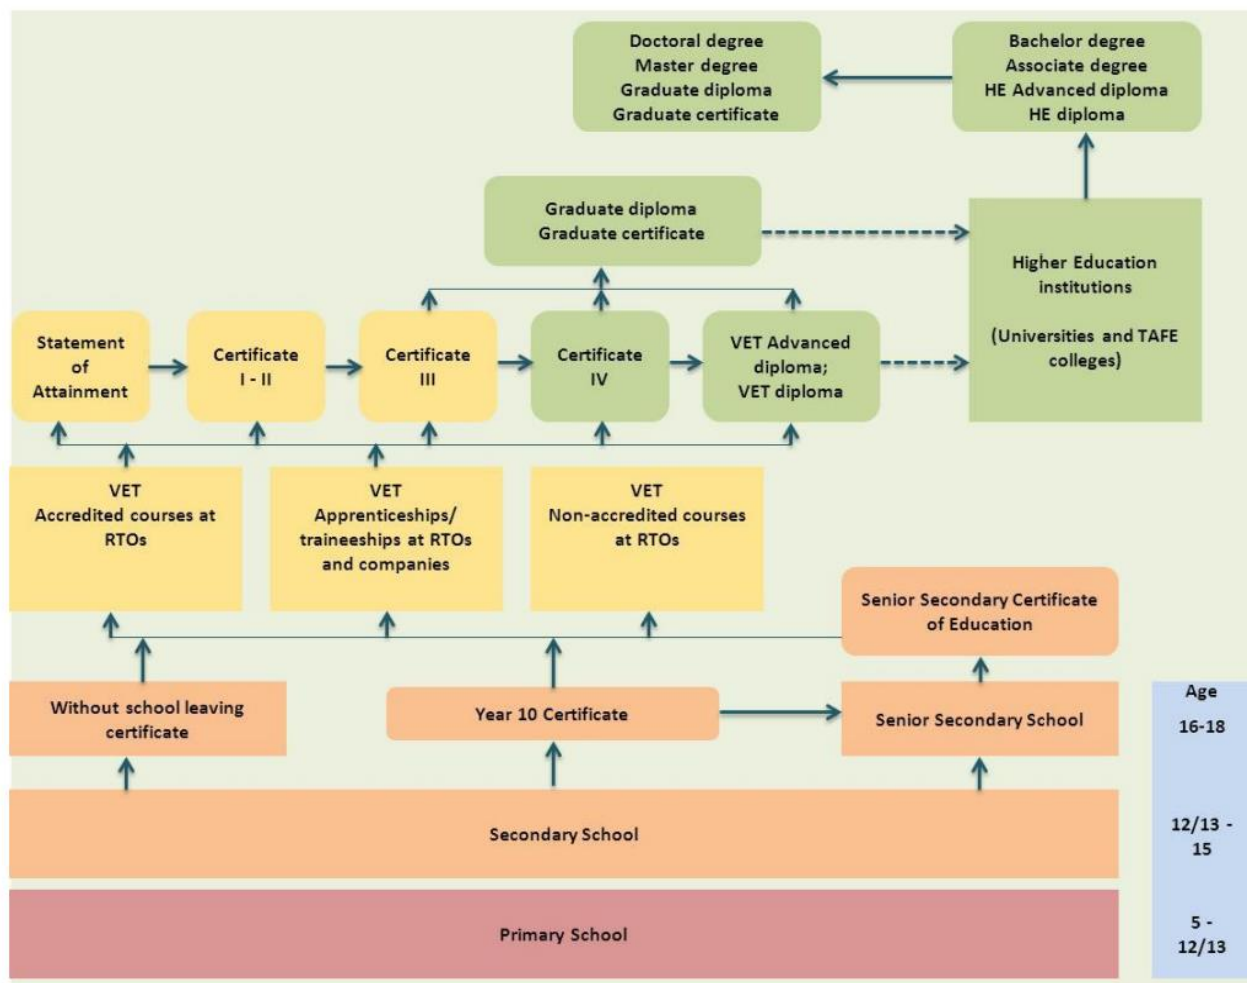 Doctoral degree
Master degree
Graduate diploma
Graduate certificate
Bachelor degree
Associate degree
HE Advanced diploma
HE diploma
Graduate diploma
Graduate certificate
Higher Education
institutions
(Universities and TAFE
colleges)
Statement
of
Attainment
Certificate
I - II
Certificate
III
Certificate
IV
VET Advanced
diploma;
VET diploma
VET
Accredited courses at
RTOs
VET
Apprenticeships/
traineeships at RTOs
and companies
VET
Non-accredited courses
at RTOs
Senior Secondary Certificate
of Education
Without school leaving
certificate
Year 10 Certificate
Senior Secondary School
Age
16-18
Secondary School
12/13 -
15
Primary School
5 -
12/13